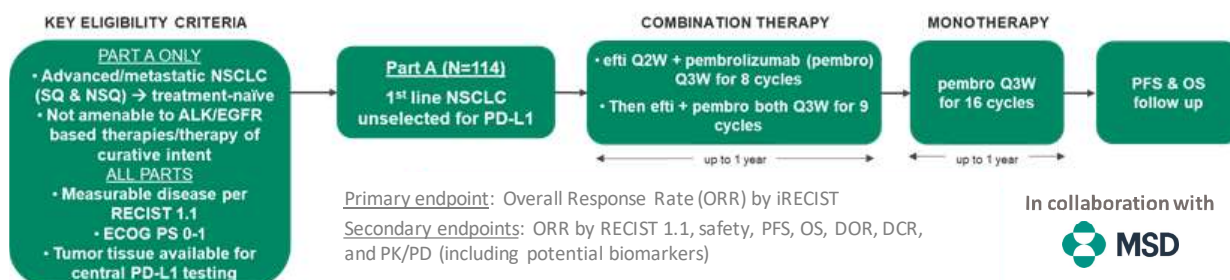 KEY ELIGIBILITY CRITERIA
PART A ONLY
• Advanced/metastatic NSCLC
(SQ & NSQ) → treatment-naïve
• Not amenable to ALK/EGFR
based therapies/therapy of
curative intent
ALL PARTS
• Measurable disease per
RECIST 1.1
• ECOG PS 0-1
• Tumor tissue available for
central PD-L1 testing
Part A (N=114)
1st line NSCLC
unselected for PD-L1
COMBINATION THERAPY
• efti Q2W + pembrolizumab (pembro)
Q3W for 8 cycles
• Then efti + pembro both Q3W for 9
cycles
up to 1 year
MONOTHERAPY
pembro Q3W
for 16 cycles
up to 1 year
PFS & OS
follow up
Primary endpoint: Overall Response Rate (ORR) by iRECIST
Secondary endpoints: ORR by RECIST 1.1, safety, PFS, OS, DOR, DCR,
and PK/PD (including potential biomarkers)
In collaboration with
MSD